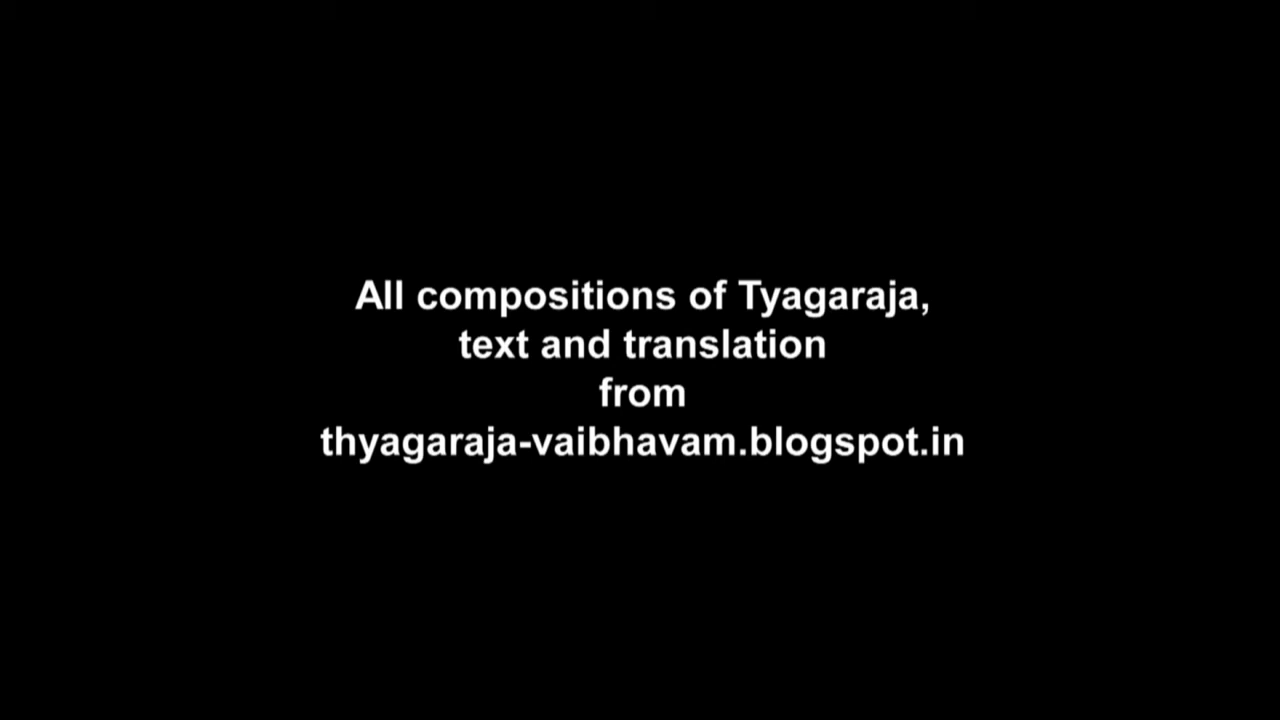 All compositions of Tyagaraja,
text and translation
from
thyagaraja-vaibhavam.blogspot.in